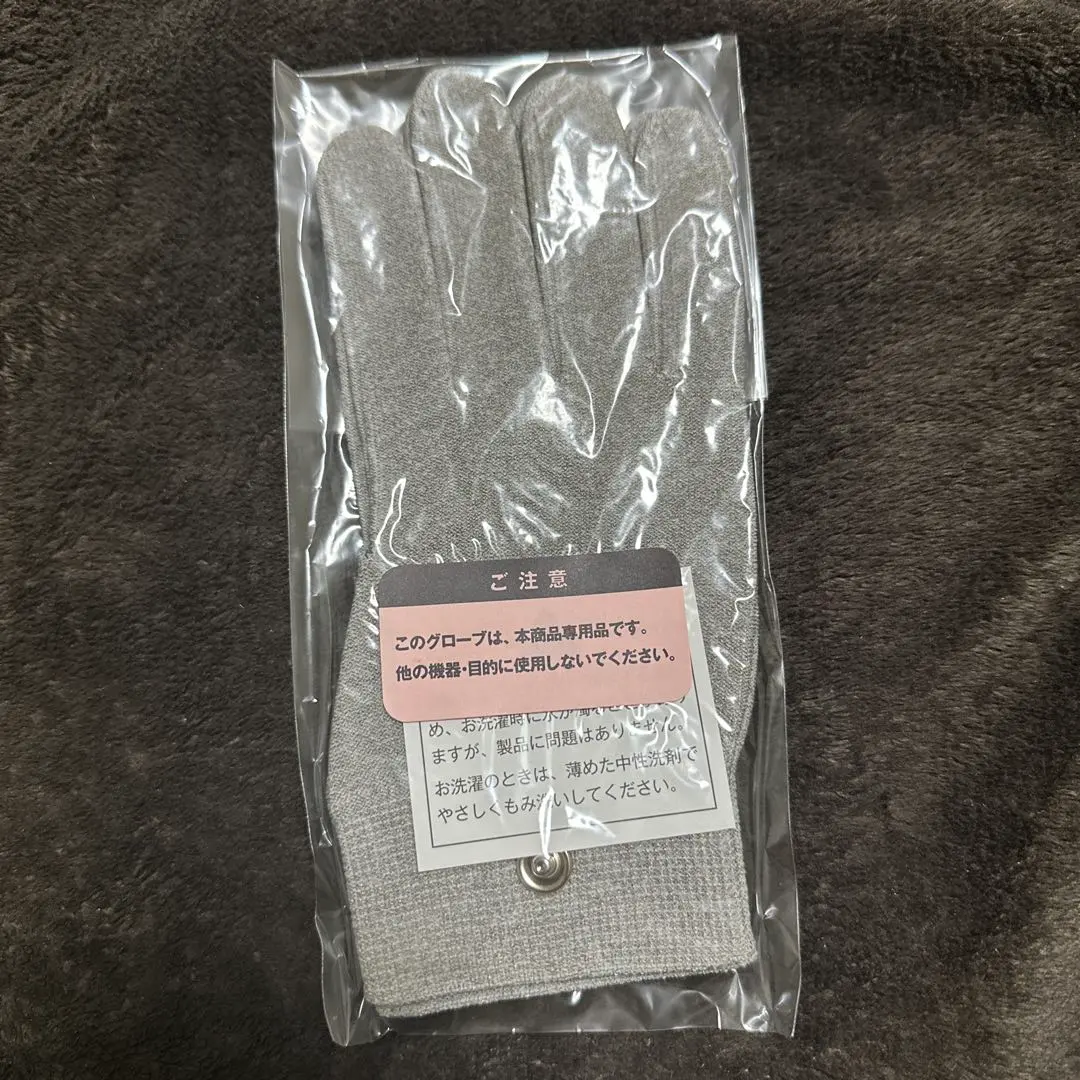 ご注意
このグローブは、本商品専用品です。
他の機器・目的に使用しないでください。
め、お洗濯時に水が濁
ますが、製品に問題はありません。
お洗濯のときは、薄めた中性洗剤で
やさしくもみ洗いしてください。